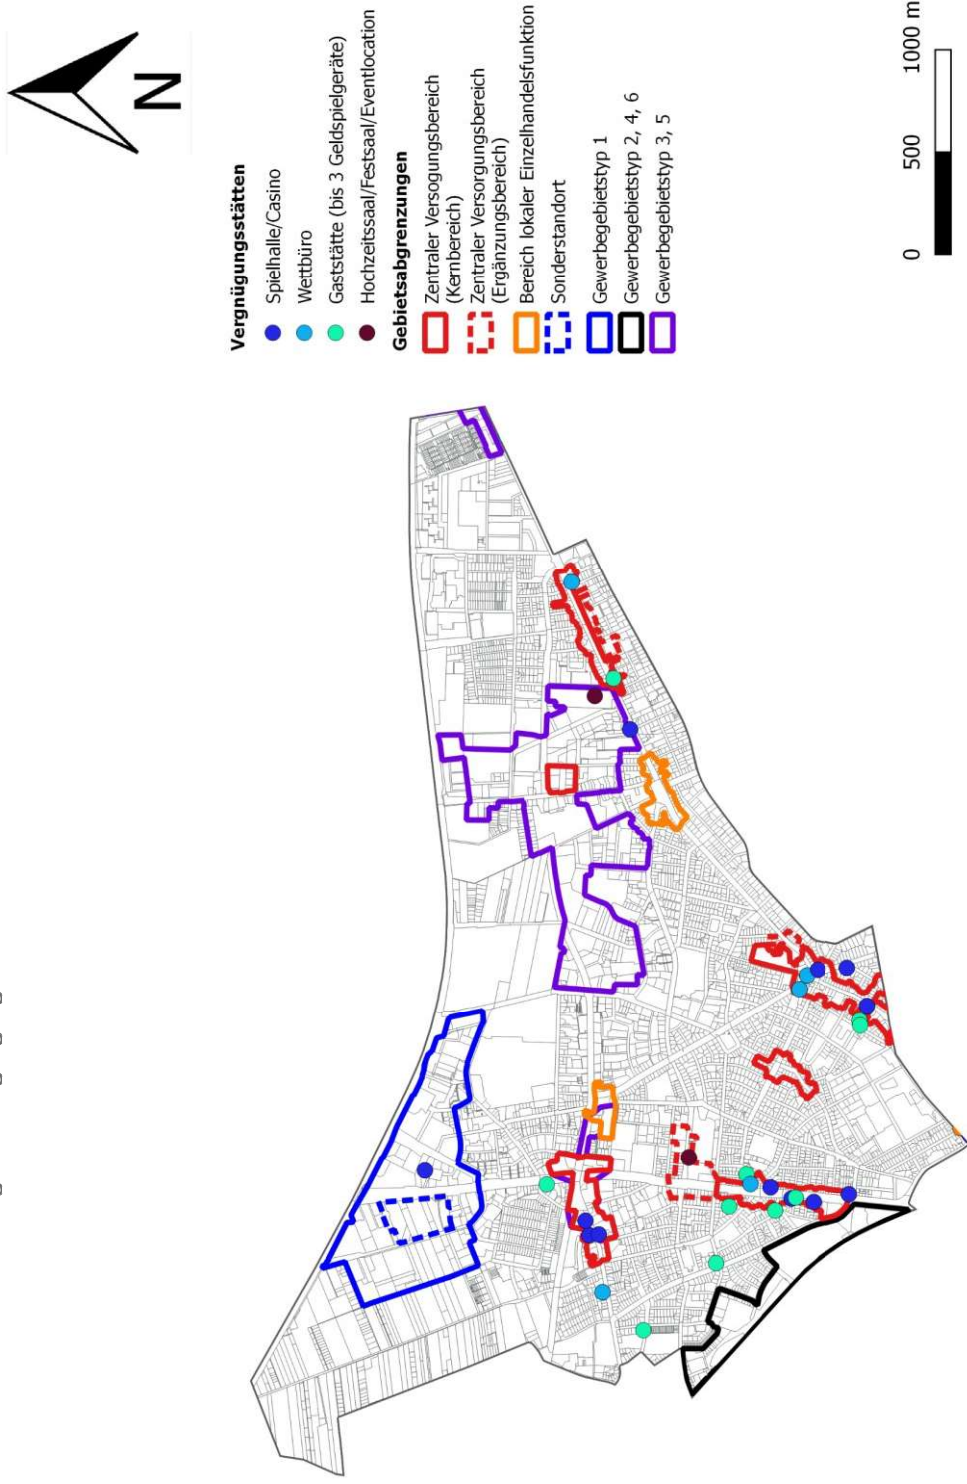 N
Vergnügungsstätten
Spielhalle/Casino
Wettbüro
Gaststätte (bis 3 Geldspielgeräte)
Hochzeitssaal/Festsaal/Eventlocation
Gebietsabgrenzungen
Zentraler Versogungsbereich
(Kernbereich)
Zentraler Versorgungsbereich
(Ergänzungsbereich)
Bereich lokaler Einzelhandelsfunktion
Sonderstandort
Gewerbegebietstyp 1
Gewerbegebietstyp 2, 4, 6
Gewerbegebietstyp 3, 5
0 500 1000 m